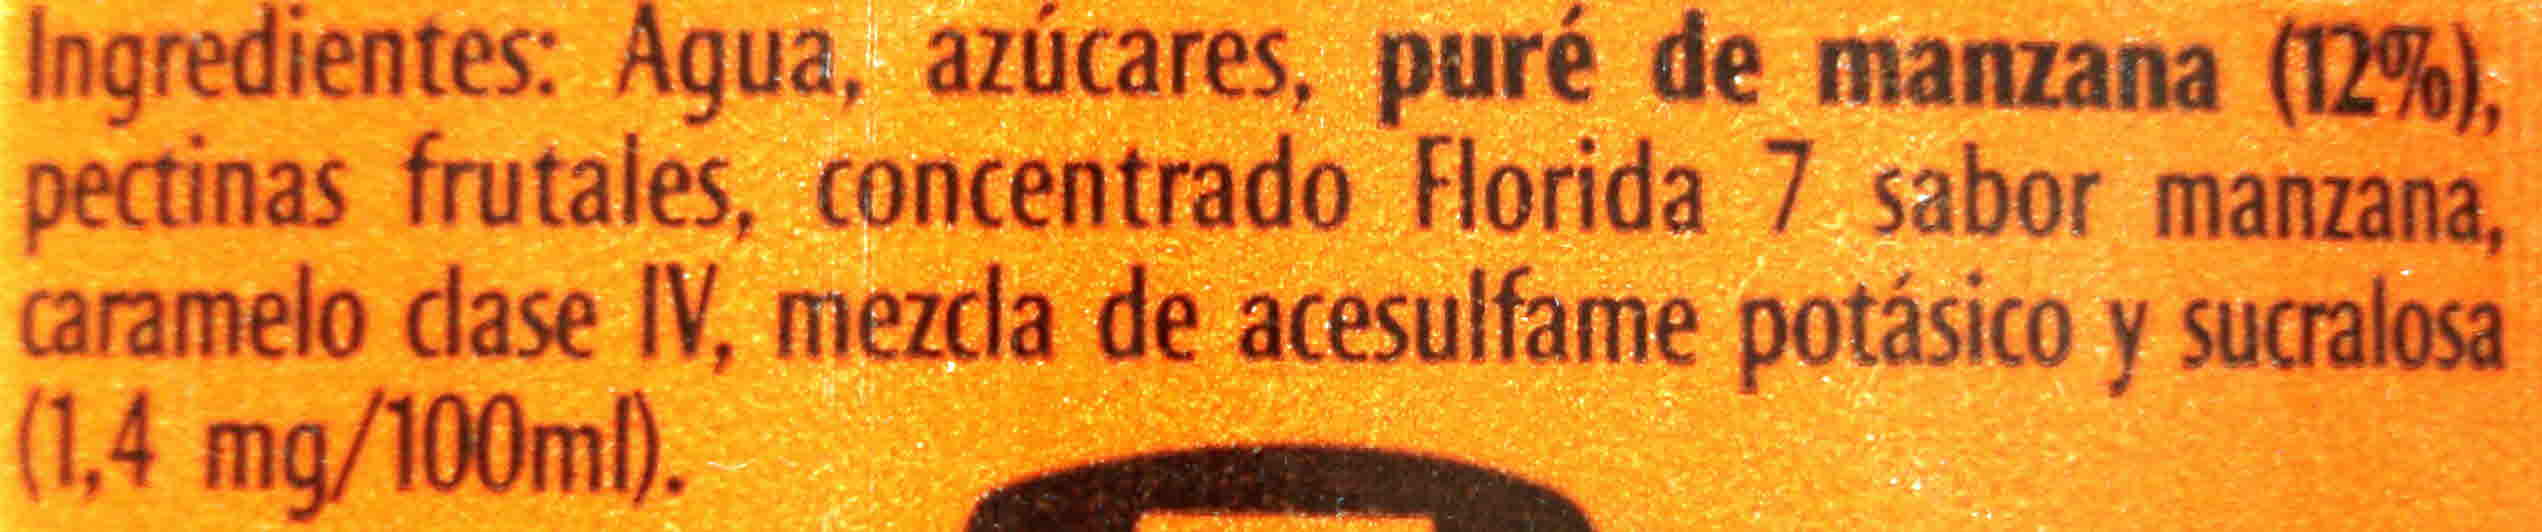 Ingredientes: Agua, azúcares, puré de manzana (12%),
pectinas frutales, concentrado Florida 7 sabor manzana,
caramelo clase IV, mezcla de acesulfame potásico y sucralosa
(1,4 mg/100ml).